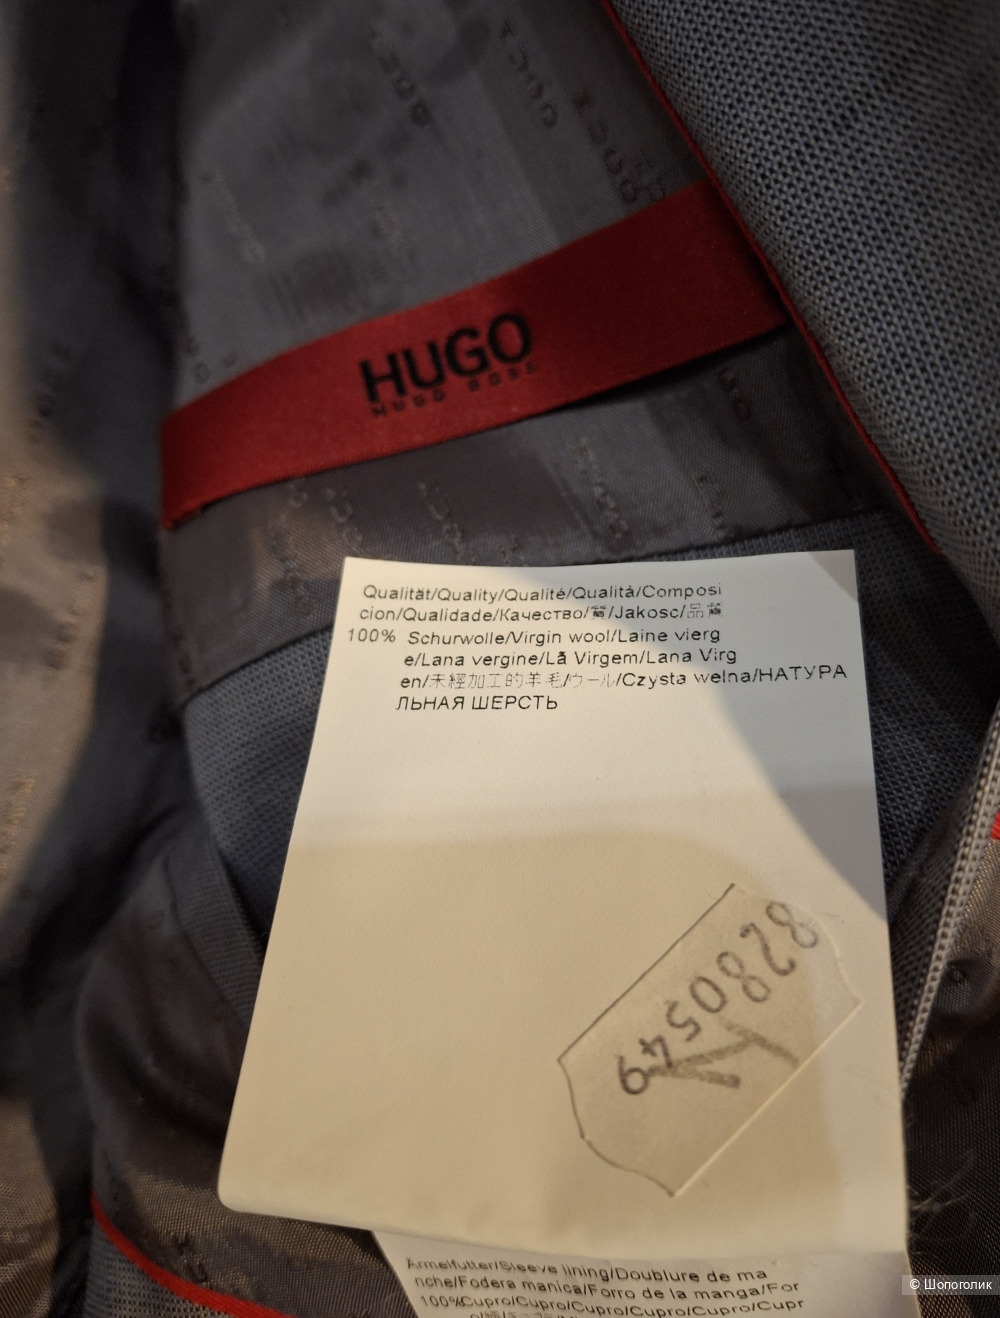 HUGO
HUGO BOSS
Qualität/Quality/Qualité/Qualità/Composi
cion/Qualidade/Качество/質/Jakosc/品質
100% Schurwolle/Virgin wool/Laine vierg
e/Lana vergine/Lã Virgem/Lana Virg
en/未經加工的羊毛/ウール/Czysta welna/НАТУРА
ЛЬНАЯ ШЕРСТЬ
8280549
Armelfutter/Sleeve lining/Doublure de ma
nche/Fodera manica/Forro de la manga/For
100%Cupro/Cupro/Cupro/Cupro/Cupro/Cupr
© Шопоголик